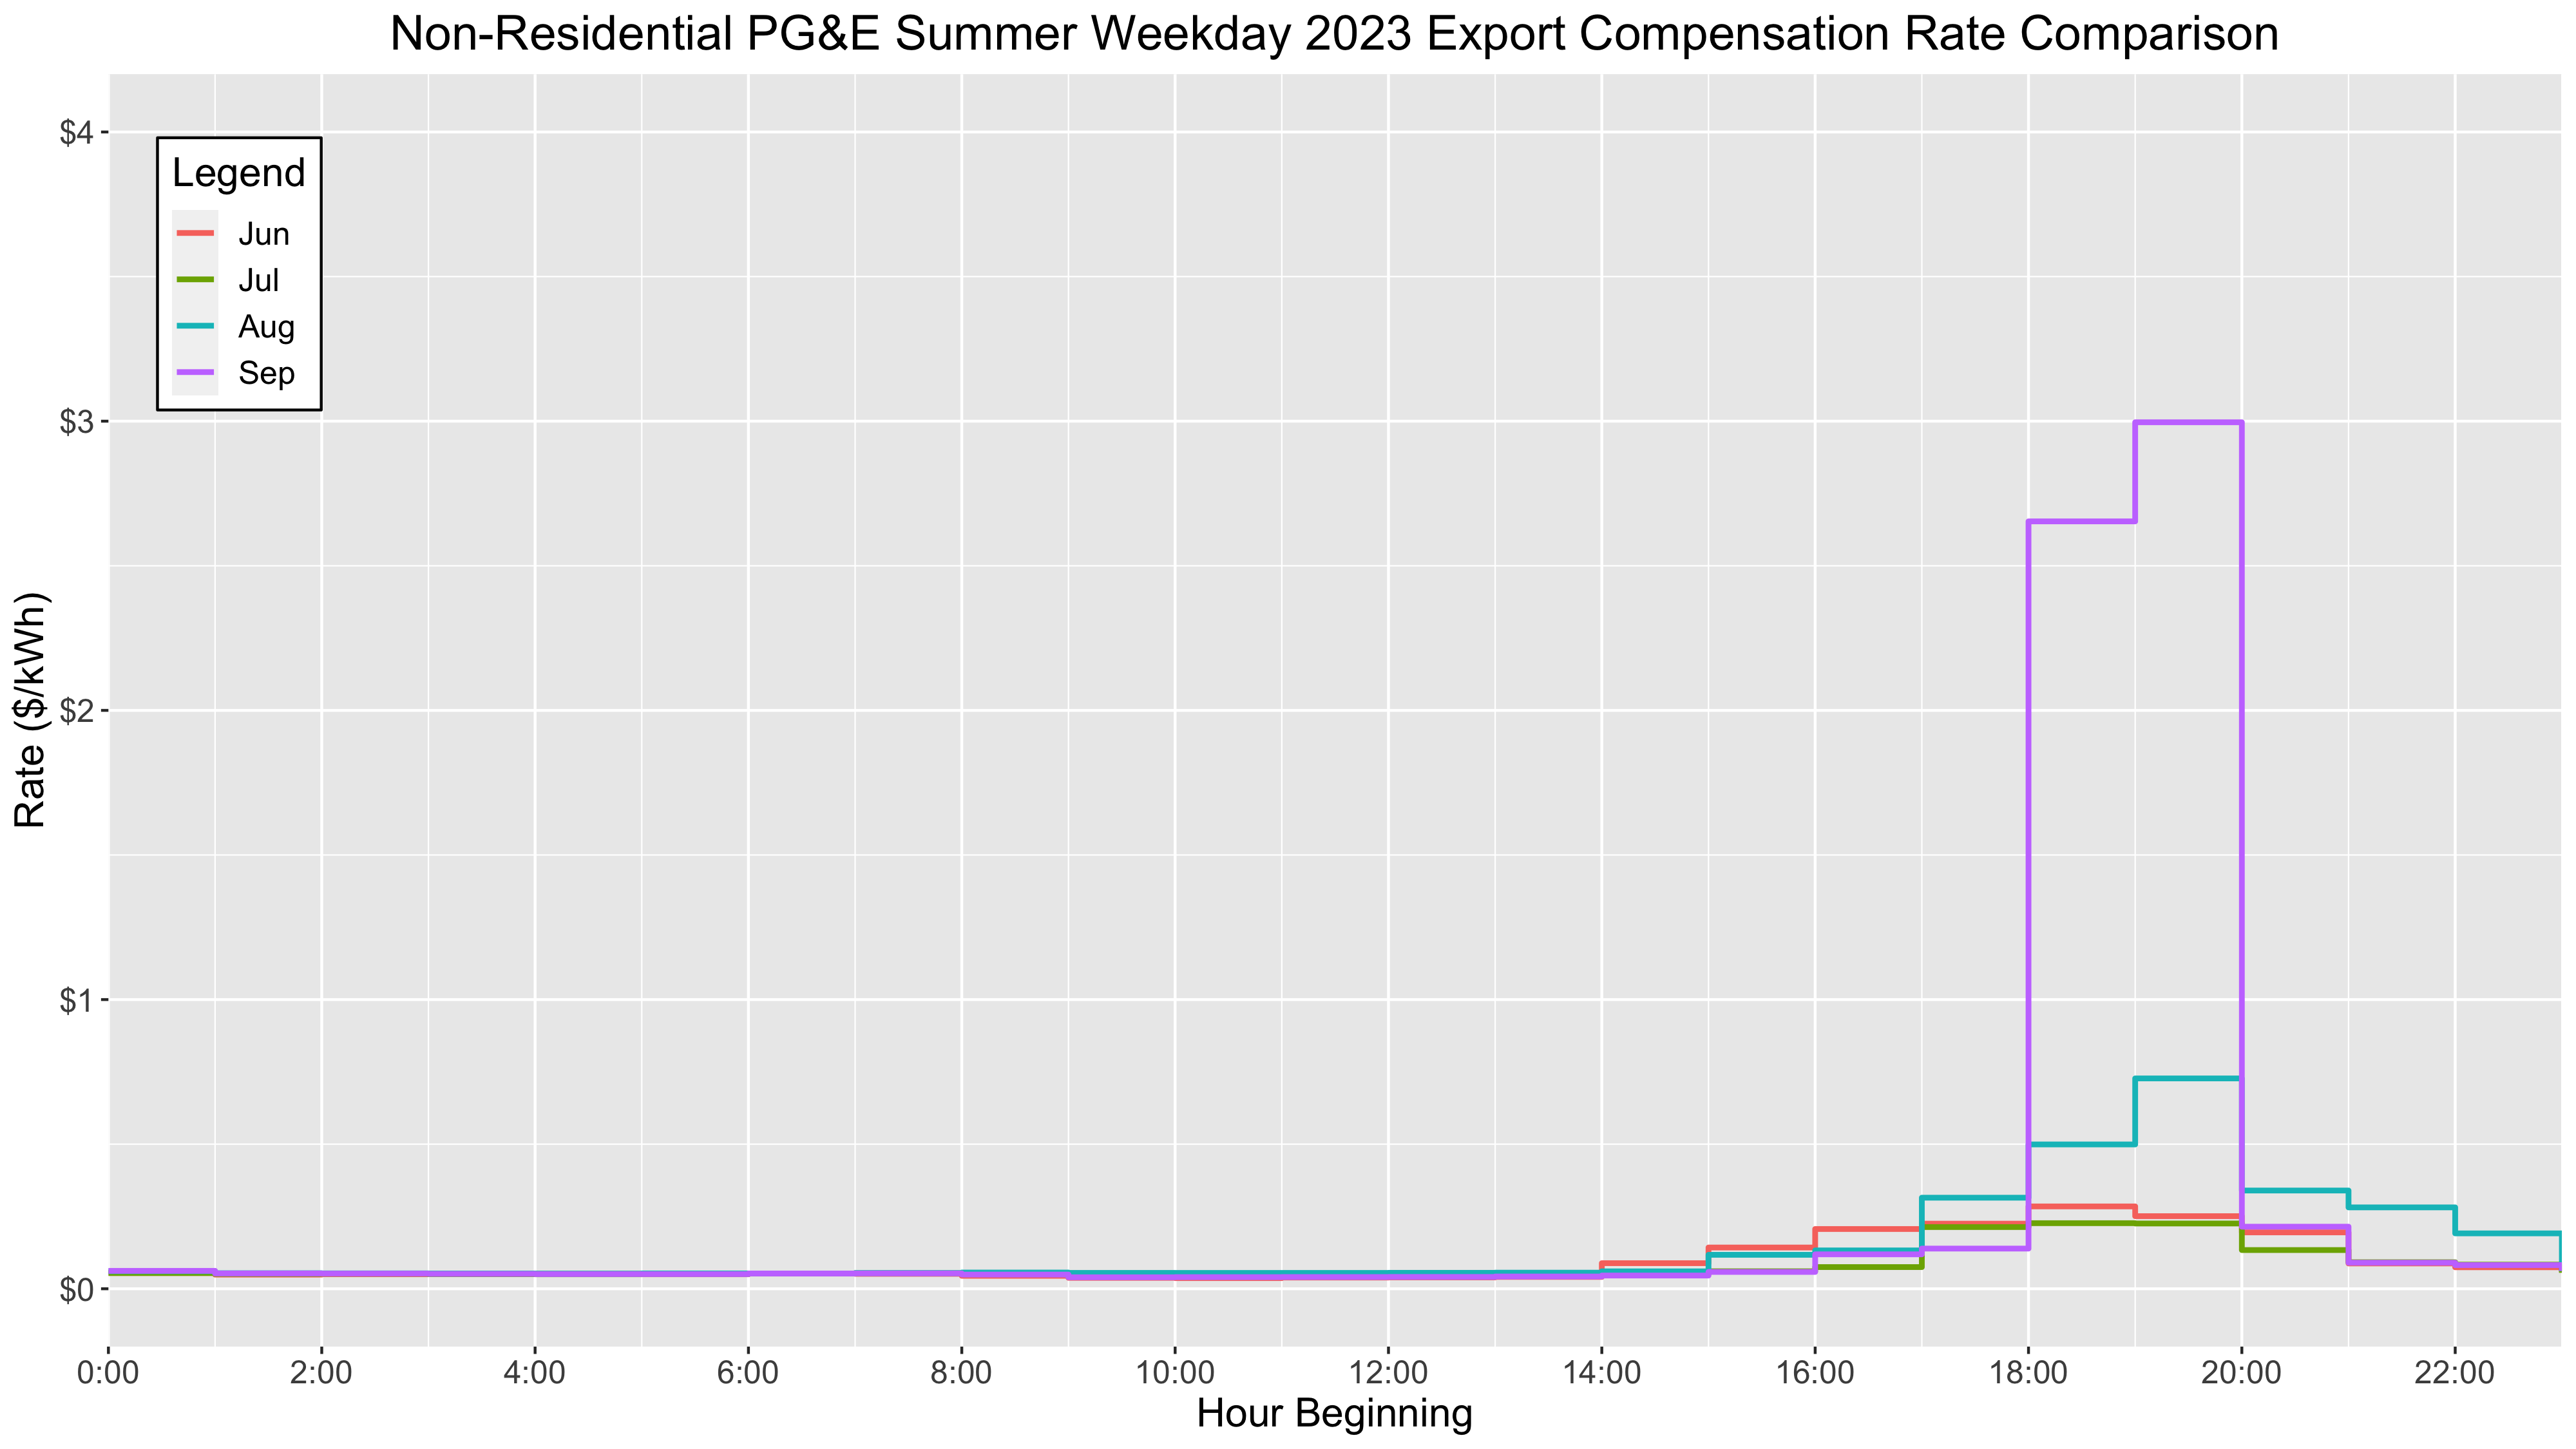 Non-Residential PG&E Summer Weekday 2023 Export Compensation Rate Comparison
Legend
Jun
Jul
Aug
Sep
Rate ($/kWh)
$4
$3
$2
$1
$0
0:00 2:00 4:00 6:00 8:00 10:00 12:00 14:00 16:00 18:00 20:00 22:00
Hour Beginning